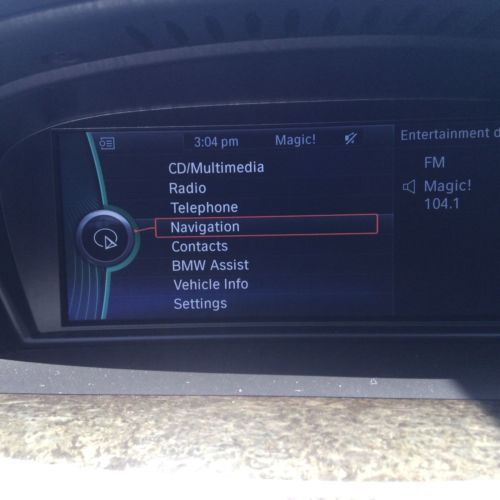 3:04 pm Magic!
CD/Multimedia
Radio
Telephone
Navigation
Contacts
BMW Assist
Vehicle Info
Settings
Entertainment d
FM
Magic!
104.1